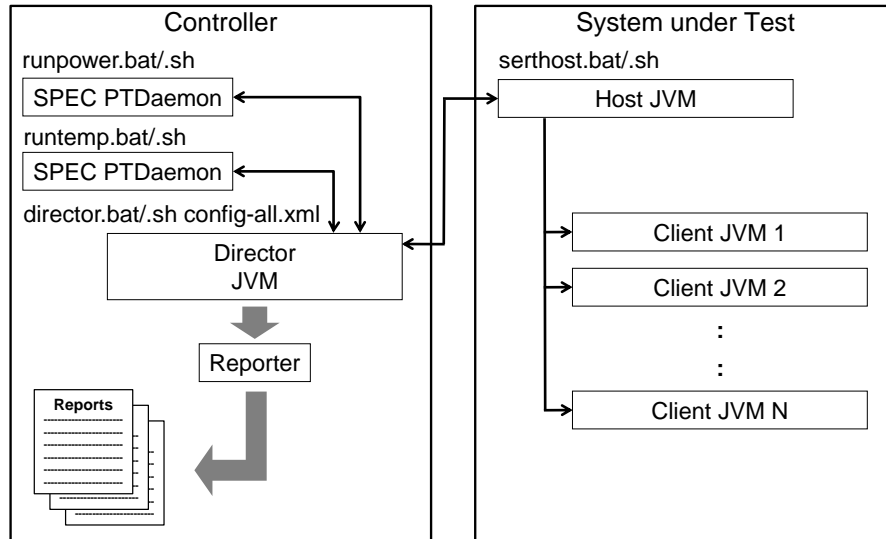 Controller
runpower.bat/.sh
SPEC PTDaemon
runtemp.bat/.sh
SPEC PTDaemon
director.bat/.sh config-all.xml
Director
JVM
Reporter
Reports
System under Test
serthost.bat/.sh
Host JVM
Client JVM 1
Client JVM 2
:
:
Client JVM N